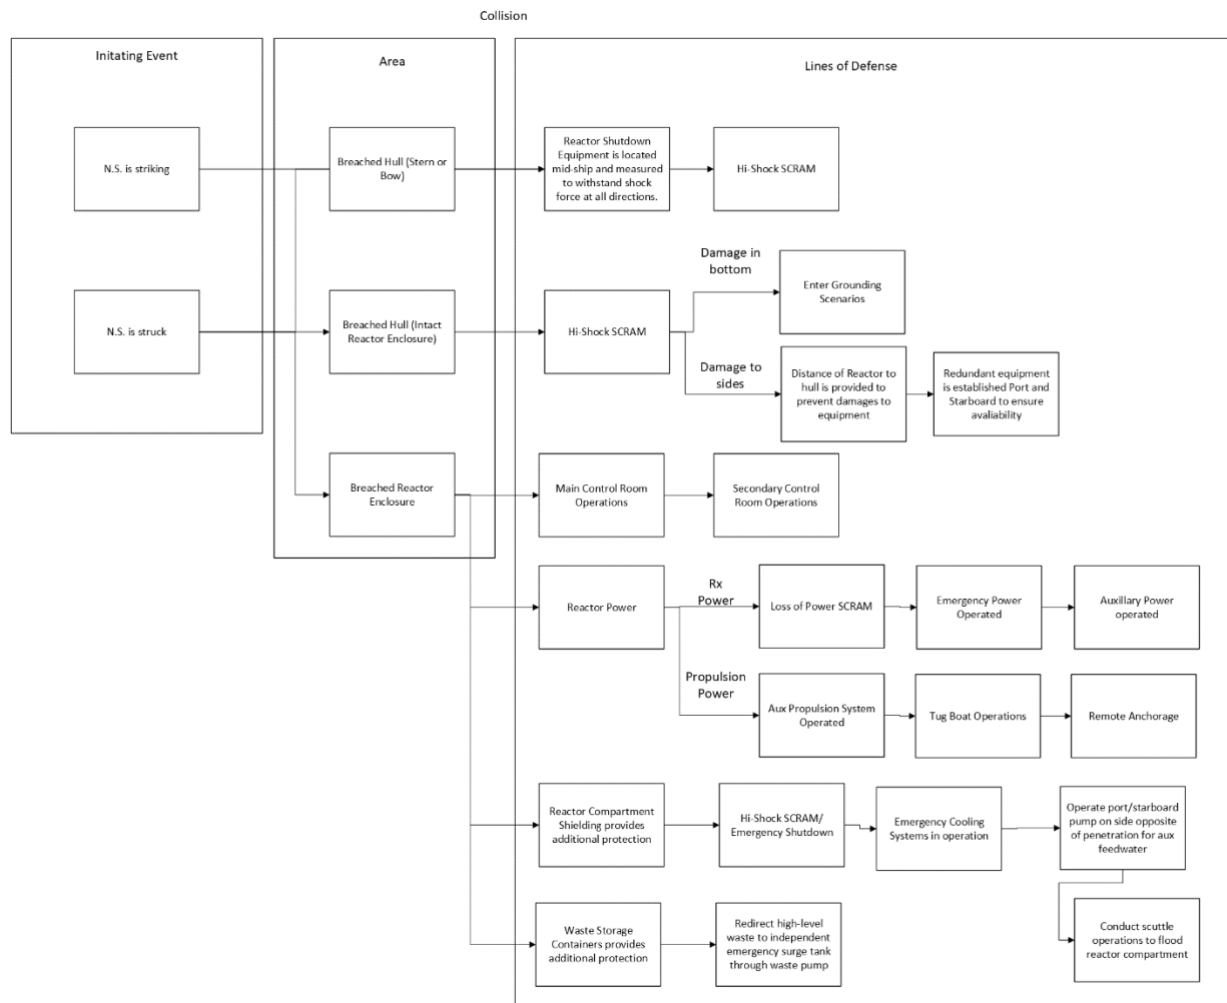 Collision
Initating Event
Area
Lines of Defense
N.S. is striking
Breached Hull (Stern or
Bow)
Reactor Shutdown
Equipment is located
mid-ship and measured
to withstand shock
force at all directions.
Hi-Shock SCRAM
Damage in
bottom
Enter Grounding
Scenarios
N.S. is struck
Breached Hull (Intact
Reactor Enclosure)
Hi-Shock SCRAM
Damage to
sides
Distance of Reactor to
hull is provided to
prevent damages to
equipment
Redundant equipment
is established Port and
Starboard to ensure
avaliability
Breached Reactor
Enclosure
Main Control Room
Operations
Secondary Control
Room Operations
Reactor Power
Rx
Power
Loss of Power SCRAM
Emergency Power
Operated
Auxillary Power
operated
Propulsion
Power
Aux Propulsion System
Operated
Tug Boat Operations
Remote Anchorage
Reactor Compartment
Shielding provides
additional protection
Hi-Shock SCRAM/
Emergency Shutdown
Emergency Cooling
Systems in operation
Operate port/starboard
pump on side opposite
of penetration for aux
feedwater
Waste Storage
Containers provides
additional protection
Redirect high-level
waste to independent
emergency surge tank
through waste pump
Conduct scuttle
operations to flood
reactor compartment